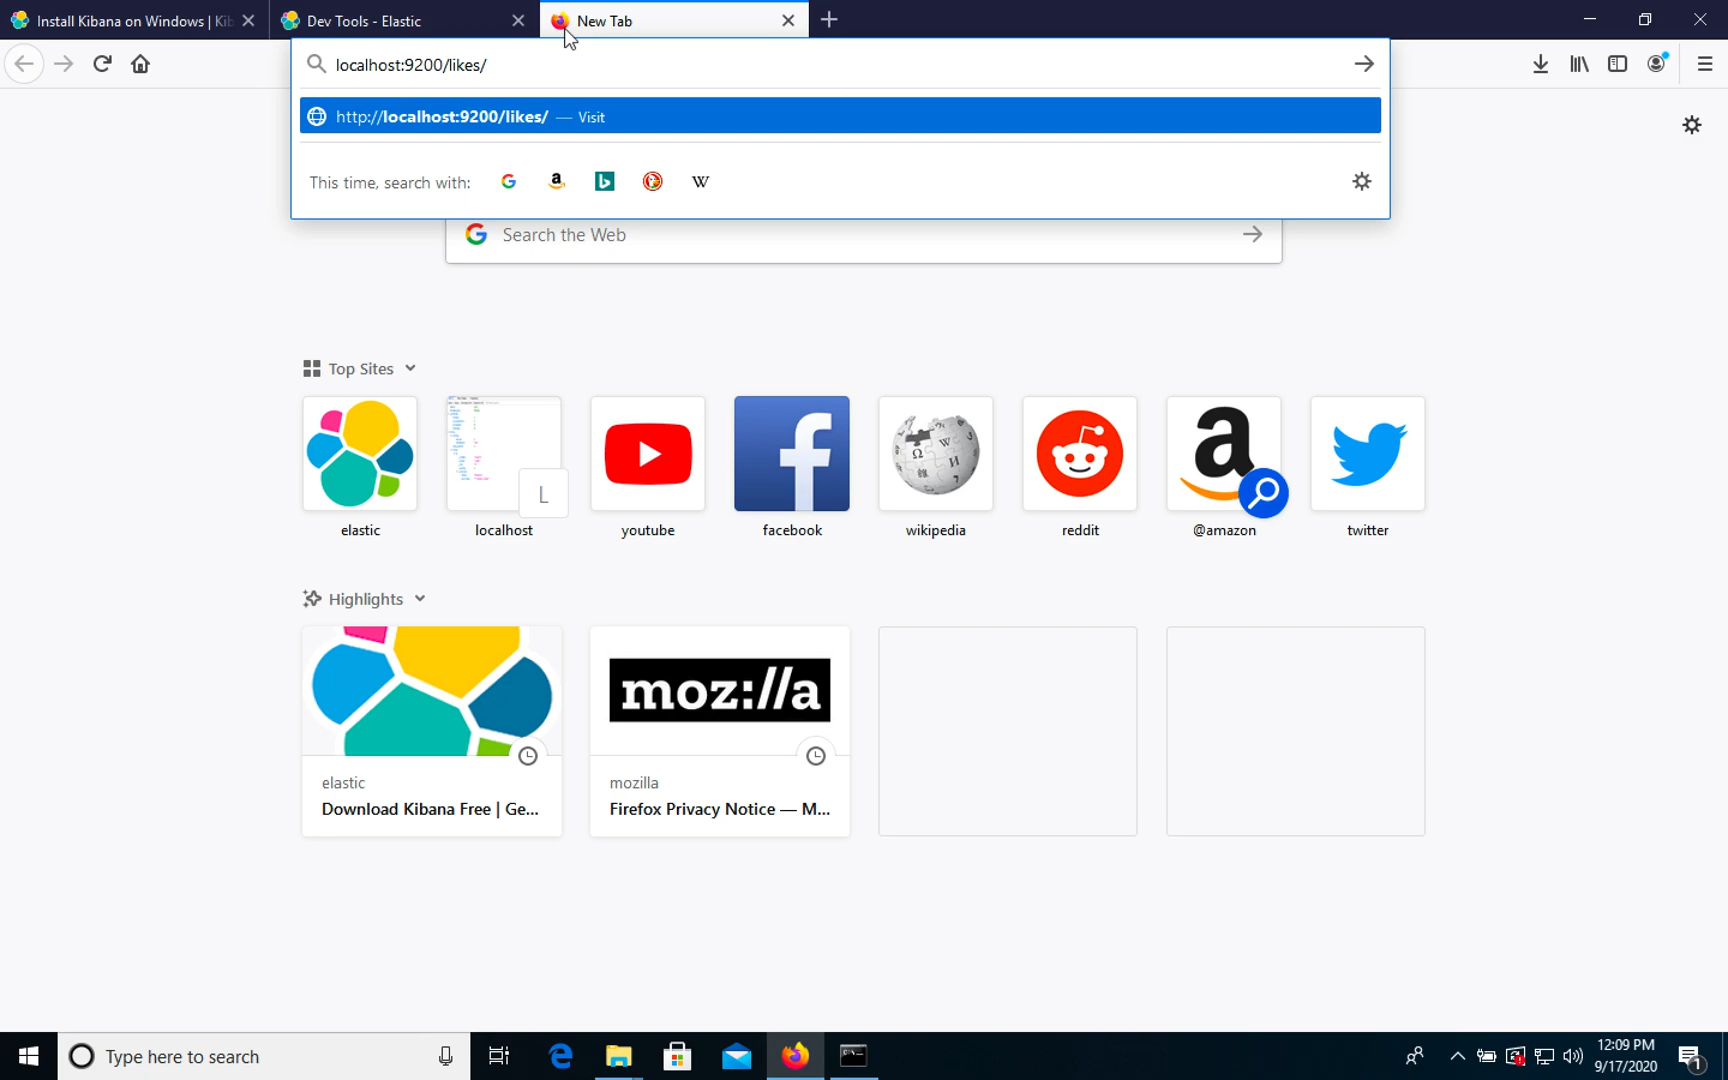 Install Kibana on Windows | Kib
Dev Tools - Elastic
New Tab
localhost:9200/likes/
http://localhost:9200/likes/ — Visit
This time, search with:
Search the Web
Top Sites
L
elastic
localhost
youtube
facebook
wikipedia
reddit
@amazon
twitter
Highlights
moz://a
elastic
mozilla
Download Kibana Free | Ge...
Firefox Privacy Notice — M...
Type here to search
12:09 PM
9/17/2020
1